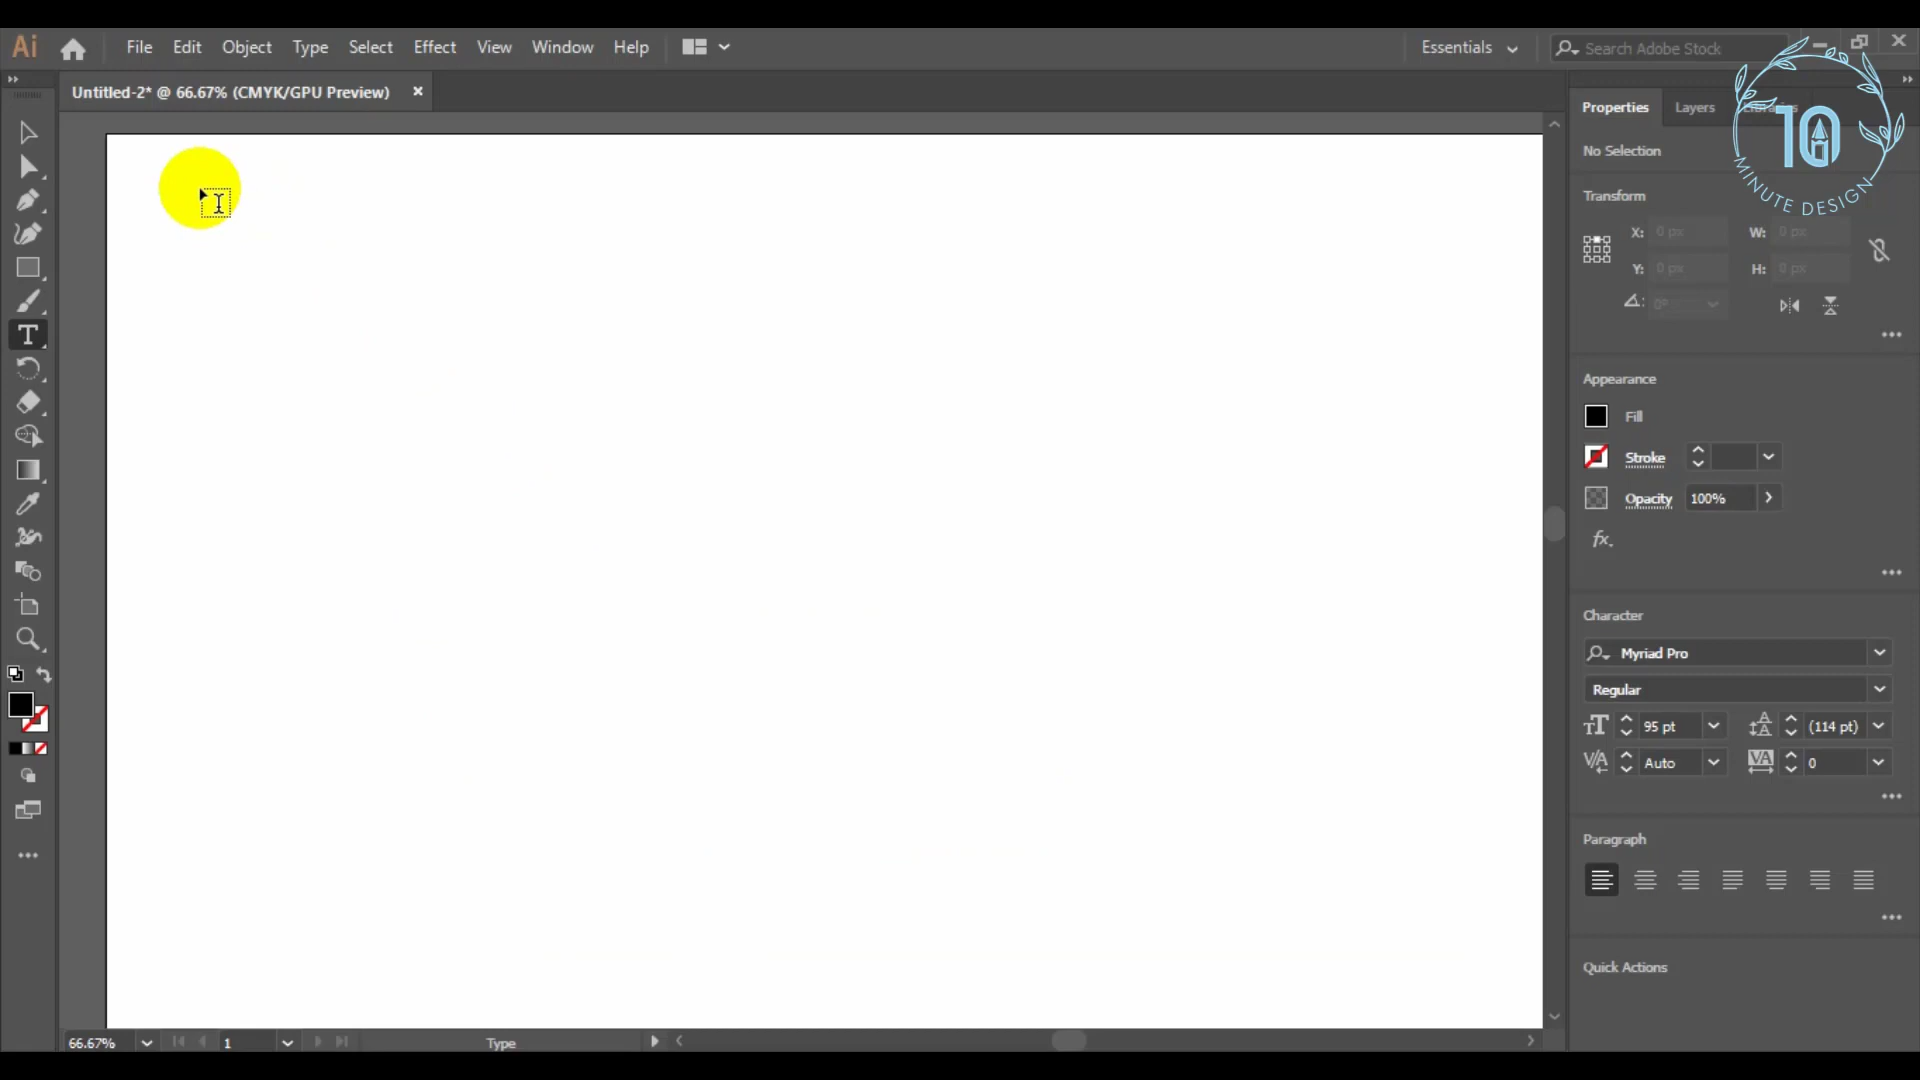 Ai File Edit Object Type Select Effect View Window Help Essentials Search Adobe Stock
Untitled-2* @ 66.67% (CMYK/GPU Preview)
Properties Layers Libraries
10
MINUTE DESIGN
No Selection
Transform
X: 0 px W: 0 px
Y: 0 px H: 0 px
0°
Appearance
Fill
Stroke
Opacity 100%
fx.
Character
Myriad Pro
Regular
95 pt (114 pt)
Auto 0
Paragraph
Quick Actions
66.67% 1 Type